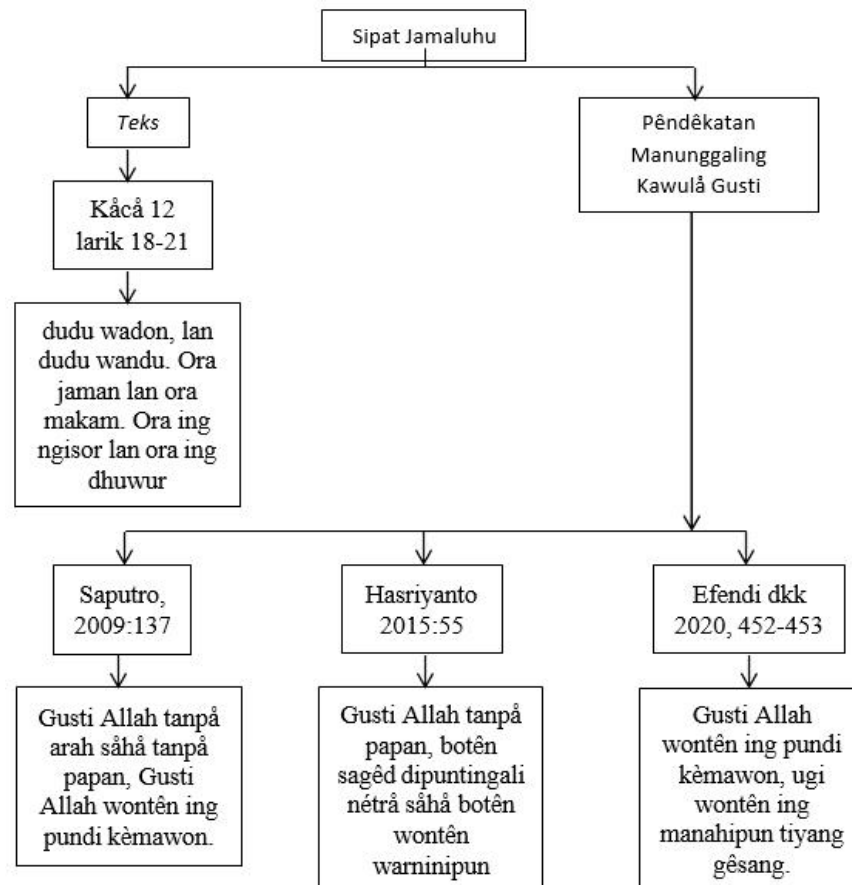 Sipat Jamaluhu
Teks
Kåcå 12
larik 18-21
dudu wadon, lan
dudu wandu. Ora
jaman lan ora
makam. Ora ing
ngisor lan ora ing
dhuwur
Pêndêkatan
Manunggaling
Kawulå Gusti
Saputro,
2009:137
Gusti Allah tanpå
arah såhå tanpå
papan, Gusti
Allah wontên ing
pundi kèmawon.
Hasriyanto
2015:55
Gusti Allah tanpå
papan, botên
sagêd dipuntingali
nétrå såhå botên
wontên
warninipun
Efendi dkk
2020, 452-453
Gusti Allah
wontên ing pundi
kèmawon, ugi
wontên ing
manahipun tiyang
gêsang.